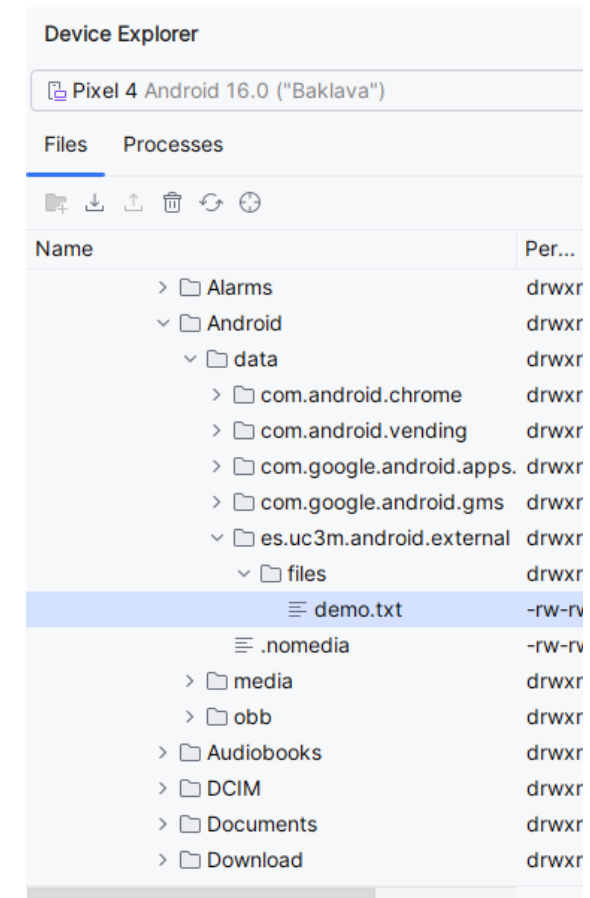 Device Explorer
Pixel 4 Android 16.0 ("Baklava")
Files Processes
Name Per...
Alarms drwxr
Android drwxr
data drwxr
com.android.chrome drwxr
com.android.vending drwxr
com.google.android.apps. drwxr
com.google.android.gms drwxr
es.uc3m.android.external drwxr
files drwxr
demo.txt -rw-rw
.nomedia -rw-rw
media drwxr
obb drwxr
Audiobooks drwxr
DCIM drwxr
Documents drwxr
Download drwxr